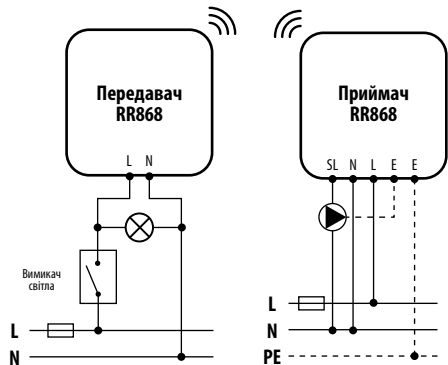 Передавач
RR868
L N
Вимикач
світла
L
N
Приймач
RR868
SL N L E E
L
N
PE